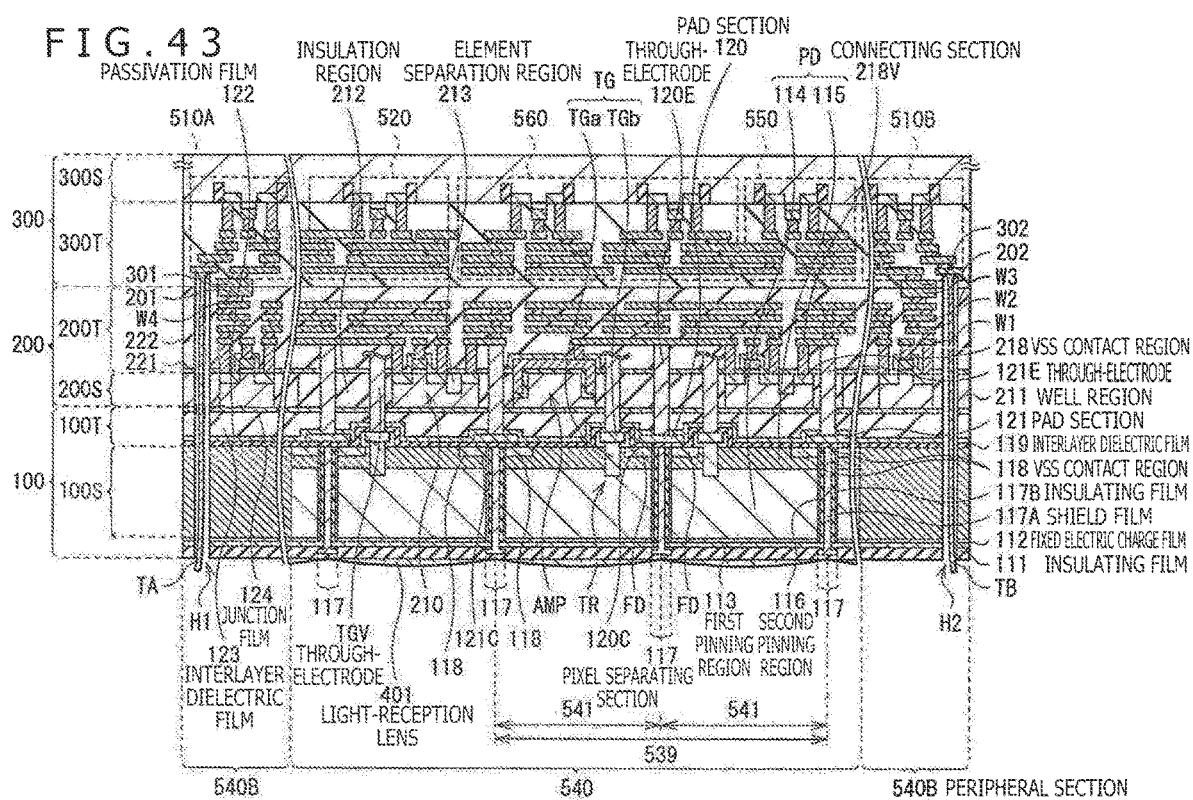 FIG. 43
PASSIVATION FILM
122
INSULATION
REGION
212
ELEMENT
SEPARATION REGION
213
TG
TGa TGb
THROUGH-
ELECTRODE
120E
PAD SECTION
120
PD
114 115
CONNECTING SECTION
218V
510A
520
560
550
510B
300
300S
300T
200
200T
200S
100
100T
100S
301
201
W4
222
221
302
202
W3
W2
W1
218 VSS CONTACT REGION
121E THROUGH-ELECTRODE
211 WELL REGION
121 PAD SECTION
119 INTERLAYER DIELECTRIC FILM
118 VSS CONTACT REGION
117B INSULATING FILM
117A SHIELD FILM
112 FIXED ELECTRIC CHARGE FILM
111 INSULATING FILM
TA
H1
124
JUNCTION
FILM
123
INTERLAYER
DIELECTRIC
FILM
117
TGV
THROUGH-
ELECTRODE
210
401
LIGHT-RECEPTION
LENS
118
121C
117
118
AMP
TR
120C
FD
117
PIXEL SEPARATING
SECTION
FD
113
FIRST
PINNING
REGION
116
SECOND
PINNING
REGION
117
H2
TB
541
541
539
540B
540
540B PERIPHERAL SECTION